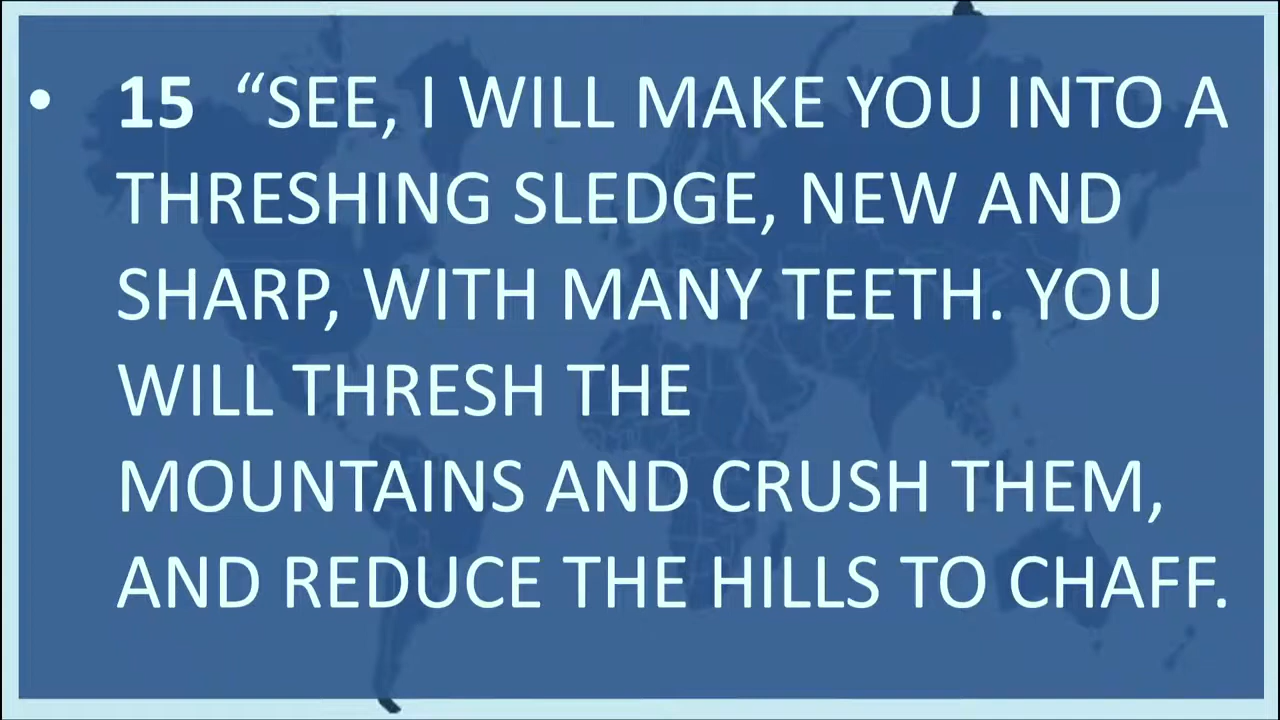 • 15 “SEE, I WILL MAKE YOU INTO A
THRESHING SLEDGE, NEW AND
SHARP, WITH MANY TEETH. YOU
WILL THRESH THE
MOUNTAINS AND CRUSH THEM,
AND REDUCE THE HILLS TO CHAFF.